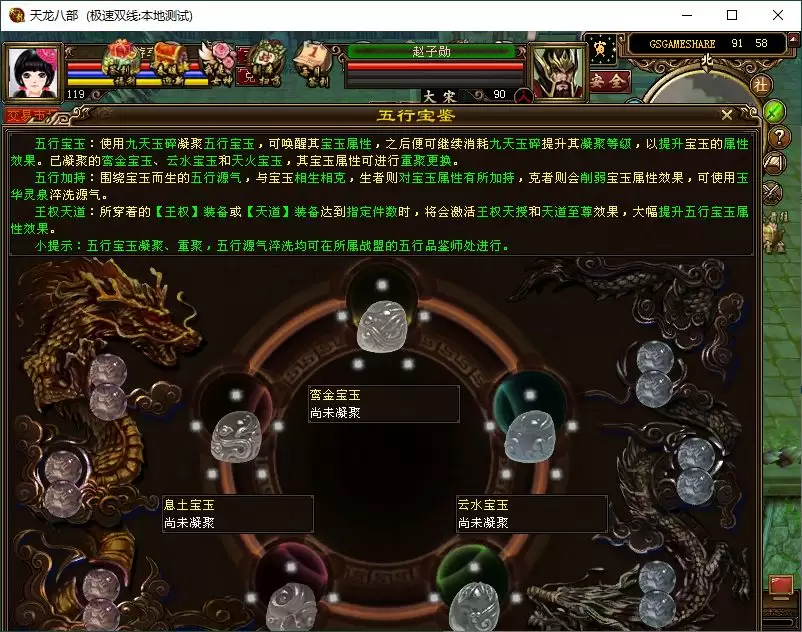 天龙八部 (极速双线:本地测试)
赵子勋
GSGAMESHARE 91 58
北
119
大宋
90
安全
社
交易市场
五行宝鉴
五行宝玉：使用九天玉碎凝聚五行宝玉，可唤醒其宝玉属性，之后便可继续消耗九天玉碎提升其凝聚等级，以提升宝玉的属性
效果。已凝聚的鸾金宝玉、云水宝玉和天火宝玉，其宝玉属性可进行重聚更换。
五行加持：围绕宝玉而生的五行源气，与宝玉相生相克，生者则对宝玉属性有所加持，克者则会削弱宝玉属性效果，可使用玉
华灵泉淬洗源气。
王权天道：所穿着的【王权】装备或【天道】装备达到指定件数时，将会激活王权天授和天道至尊效果，大幅提升五行宝玉属
性效果。
小提示：五行宝玉凝聚、重聚，五行源气淬洗均可在所属战盟的五行品鉴师处进行。
鸾金宝玉
尚未凝聚
息土宝玉
尚未凝聚
云水宝玉
尚未凝聚